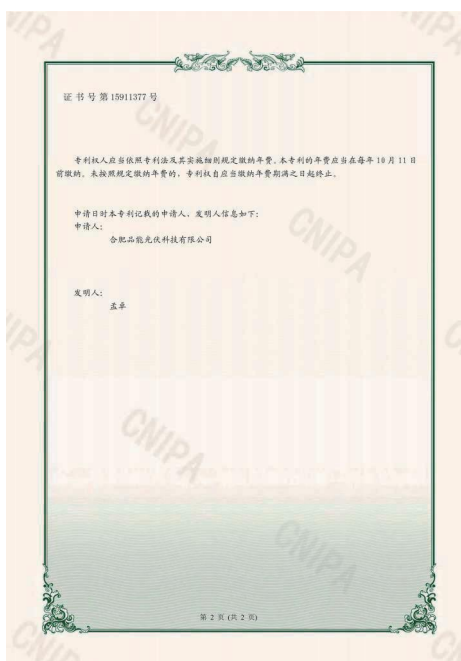 证书号第15911377号
专利权人应当依照专利法及其实施细则规定缴纳年费。本专利的年费应当在每年10月11日
前缴纳。未按照规定缴纳年费的，专利权自应当缴纳年费期满之日起终止。
申请日时本专利记载的申请人、发明人信息如下：
申请人：
合肥品能光伏科技有限公司
发明人：
孟卓
第 2 页 (共 2 页)
CNIPA
CNIPA
CNIPA
CNIPA